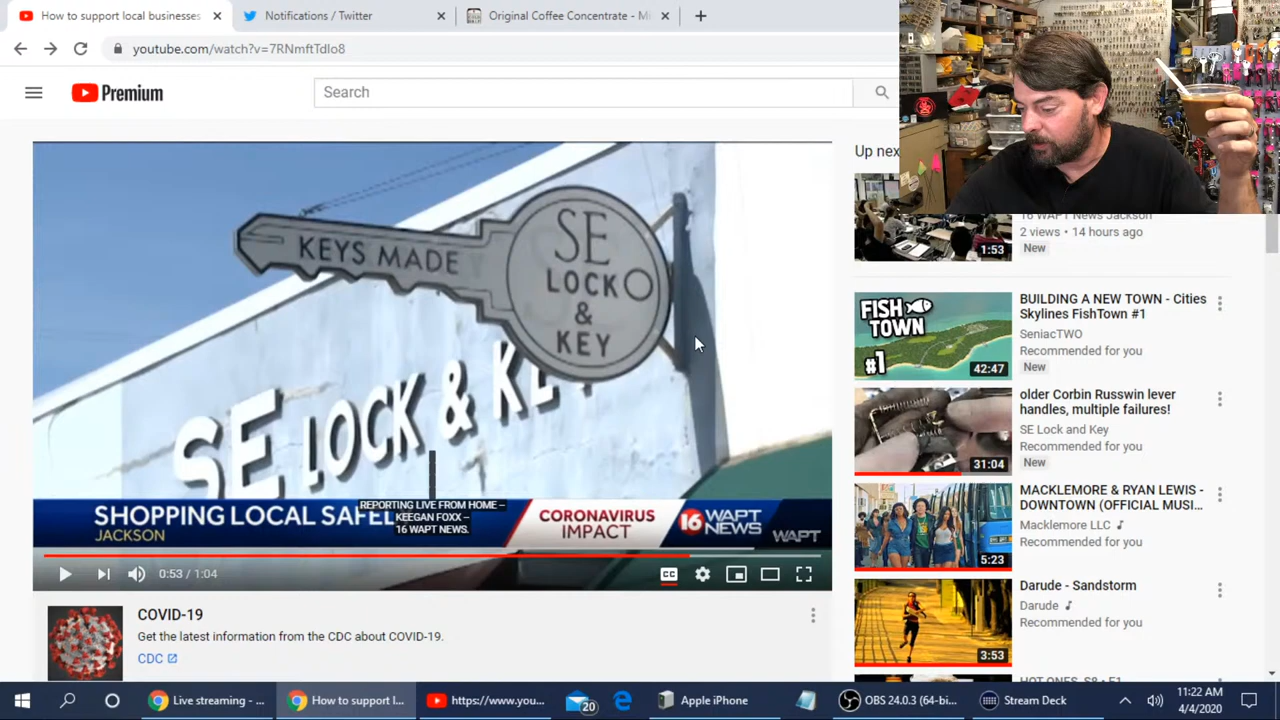 How to support local businesses
Notifications / Twitter
Original Coffee Concentrate - Mi
youtube.com/watch?v=7RNmftTdlo8
Premium
Search
KEYS MADE
SE
LOCK
&
KEY
SE LOCK & KE
SHOPPING LOCAL SAFEL
JACKSON
REPORTING LIVE FROM HOME –
KEEGAN FOXX –
16 WAPT NEWS.
CORONAVIRUS
IMPACT
16 WAPT
NEWS
WAPT
0:53 / 1:04
CC
COVID-19
Get the latest information from the CDC about COVID-19.
CDC
Up nex
16 WAPT News Jackson
2 views • 14 hours ago
New
1:53
FISH
TOWN
#1
42:47
BUILDING A NEW TOWN - Cities
Skylines FishTown #1
SeniacTWO
Recommended for you
New
31:04
older Corbin Russwin lever
handles, multiple failures!
SE Lock and Key
Recommended for you
New
5:23
MACKLEMORE & RYAN LEWIS -
DOWNTOWN (OFFICIAL MUSI...
Macklemore LLC
Recommended for you
3:53
Darude - Sandstorm
Darude
Recommended for you
HOT ONES, S8 • E1
Live streaming - ...
How to support l...
https://www.you...
20
Apple iPhone
OBS 24.0.3 (64-bi...
Stream Deck
11:22 AM
4/4/2020